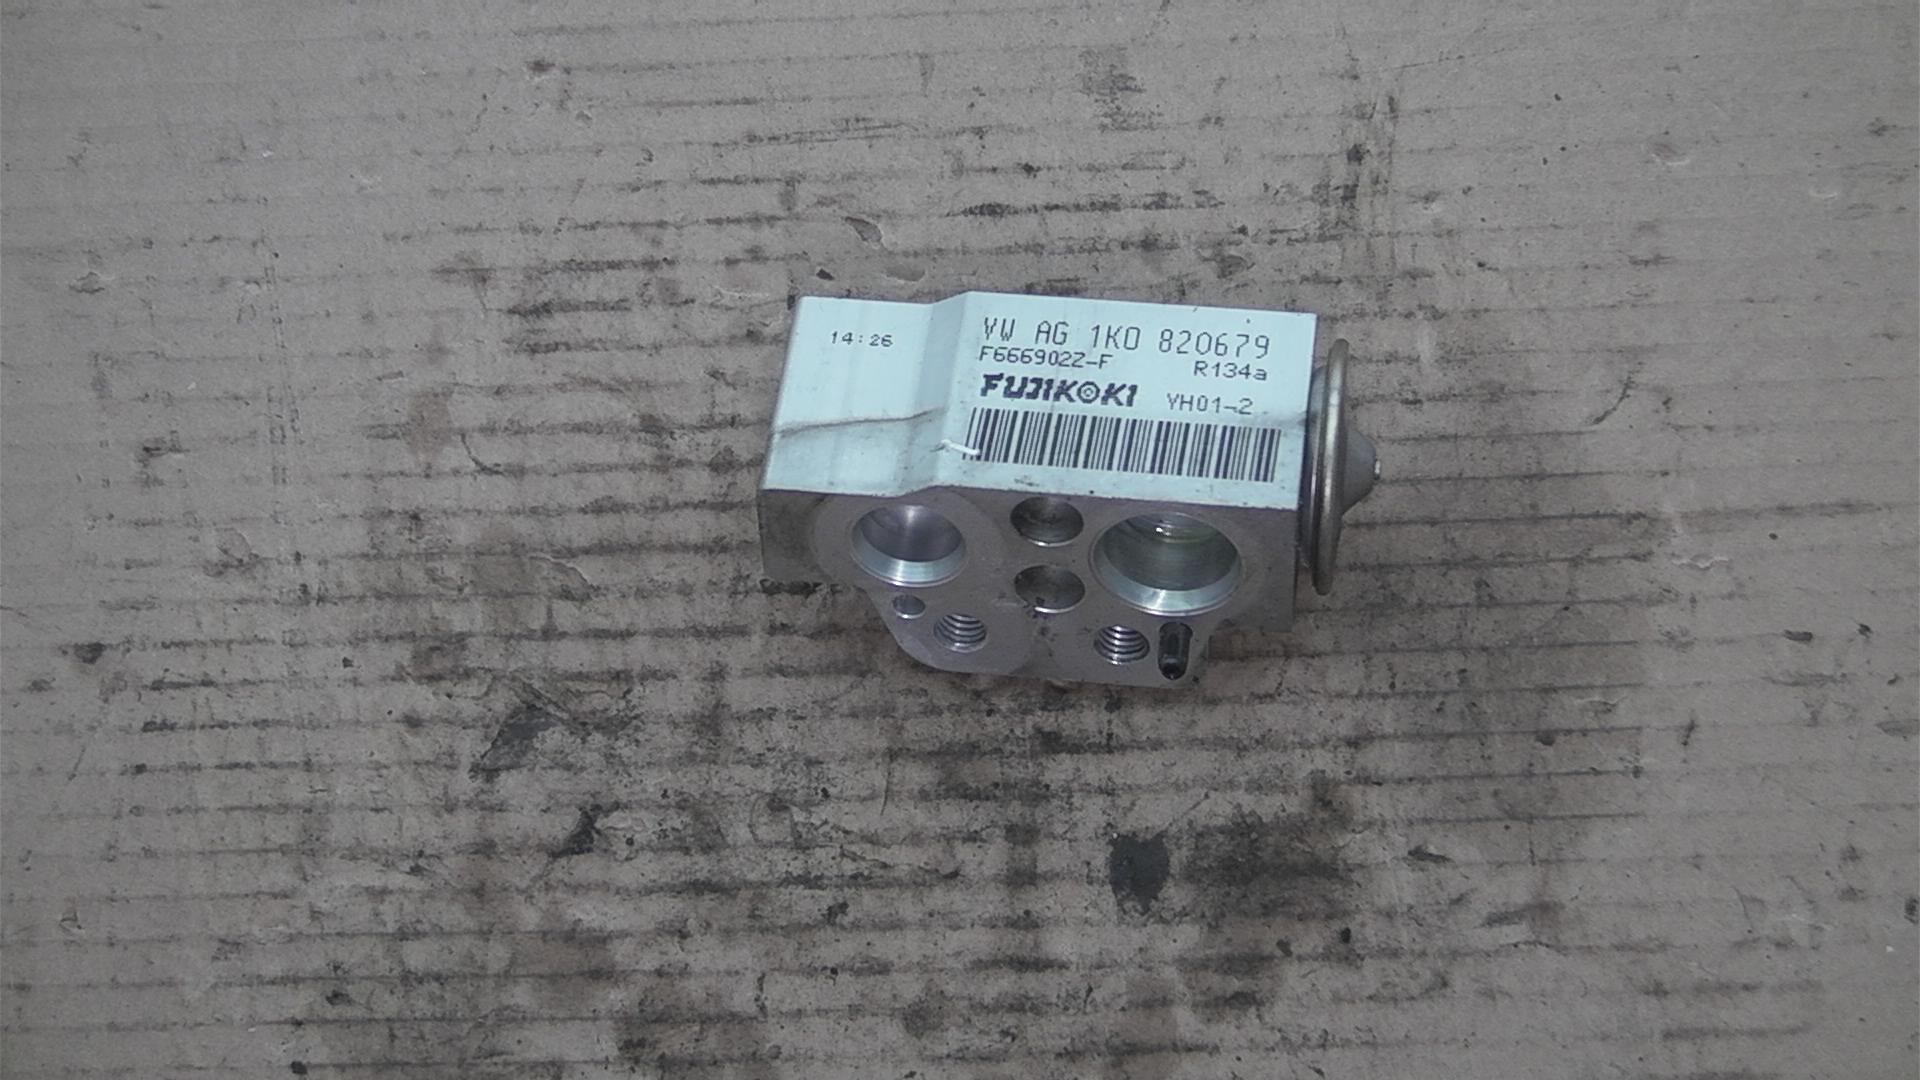 14:26
VW AG 1K0 820679
F666902Z-F R134a
FUJIKOKI YH01-2